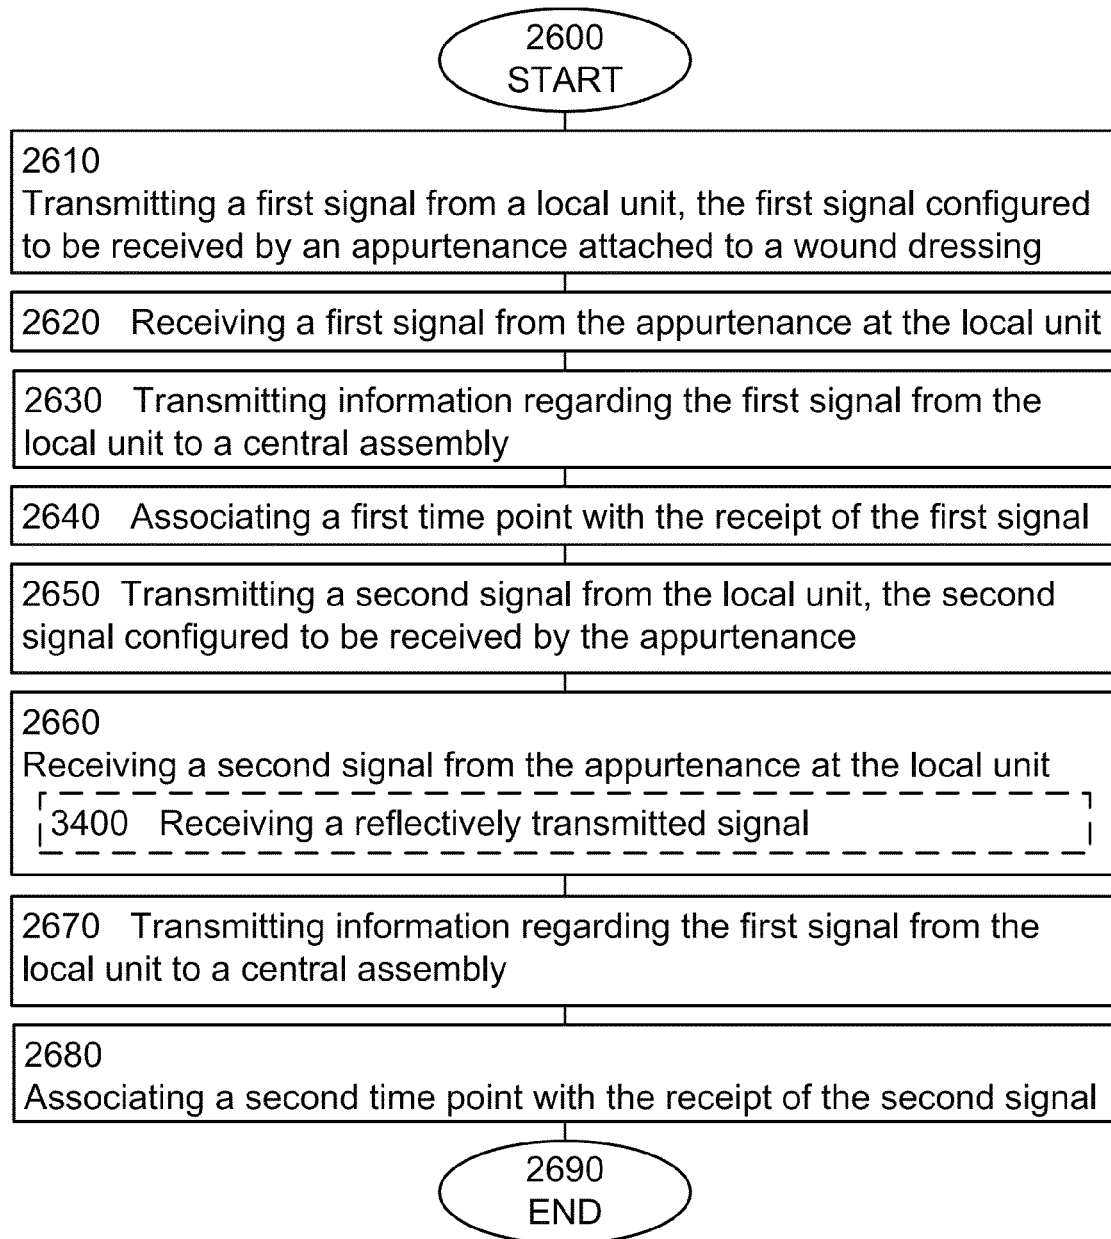 2600
START
2610
Transmitting a first signal from a local unit, the first signal configured
to be received by an appurtenance attached to a wound dressing
2620 Receiving a first signal from the appurtenance at the local unit
2630 Transmitting information regarding the first signal from the
local unit to a central assembly
2640 Associating a first time point with the receipt of the first signal
2650 Transmitting a second signal from the local unit, the second
signal configured to be received by the appurtenance
2660
Receiving a second signal from the appurtenance at the local unit
3400 Receiving a reflectively transmitted signal
2670 Transmitting information regarding the first signal from the
local unit to a central assembly
2680
Associating a second time point with the receipt of the second signal
2690
END